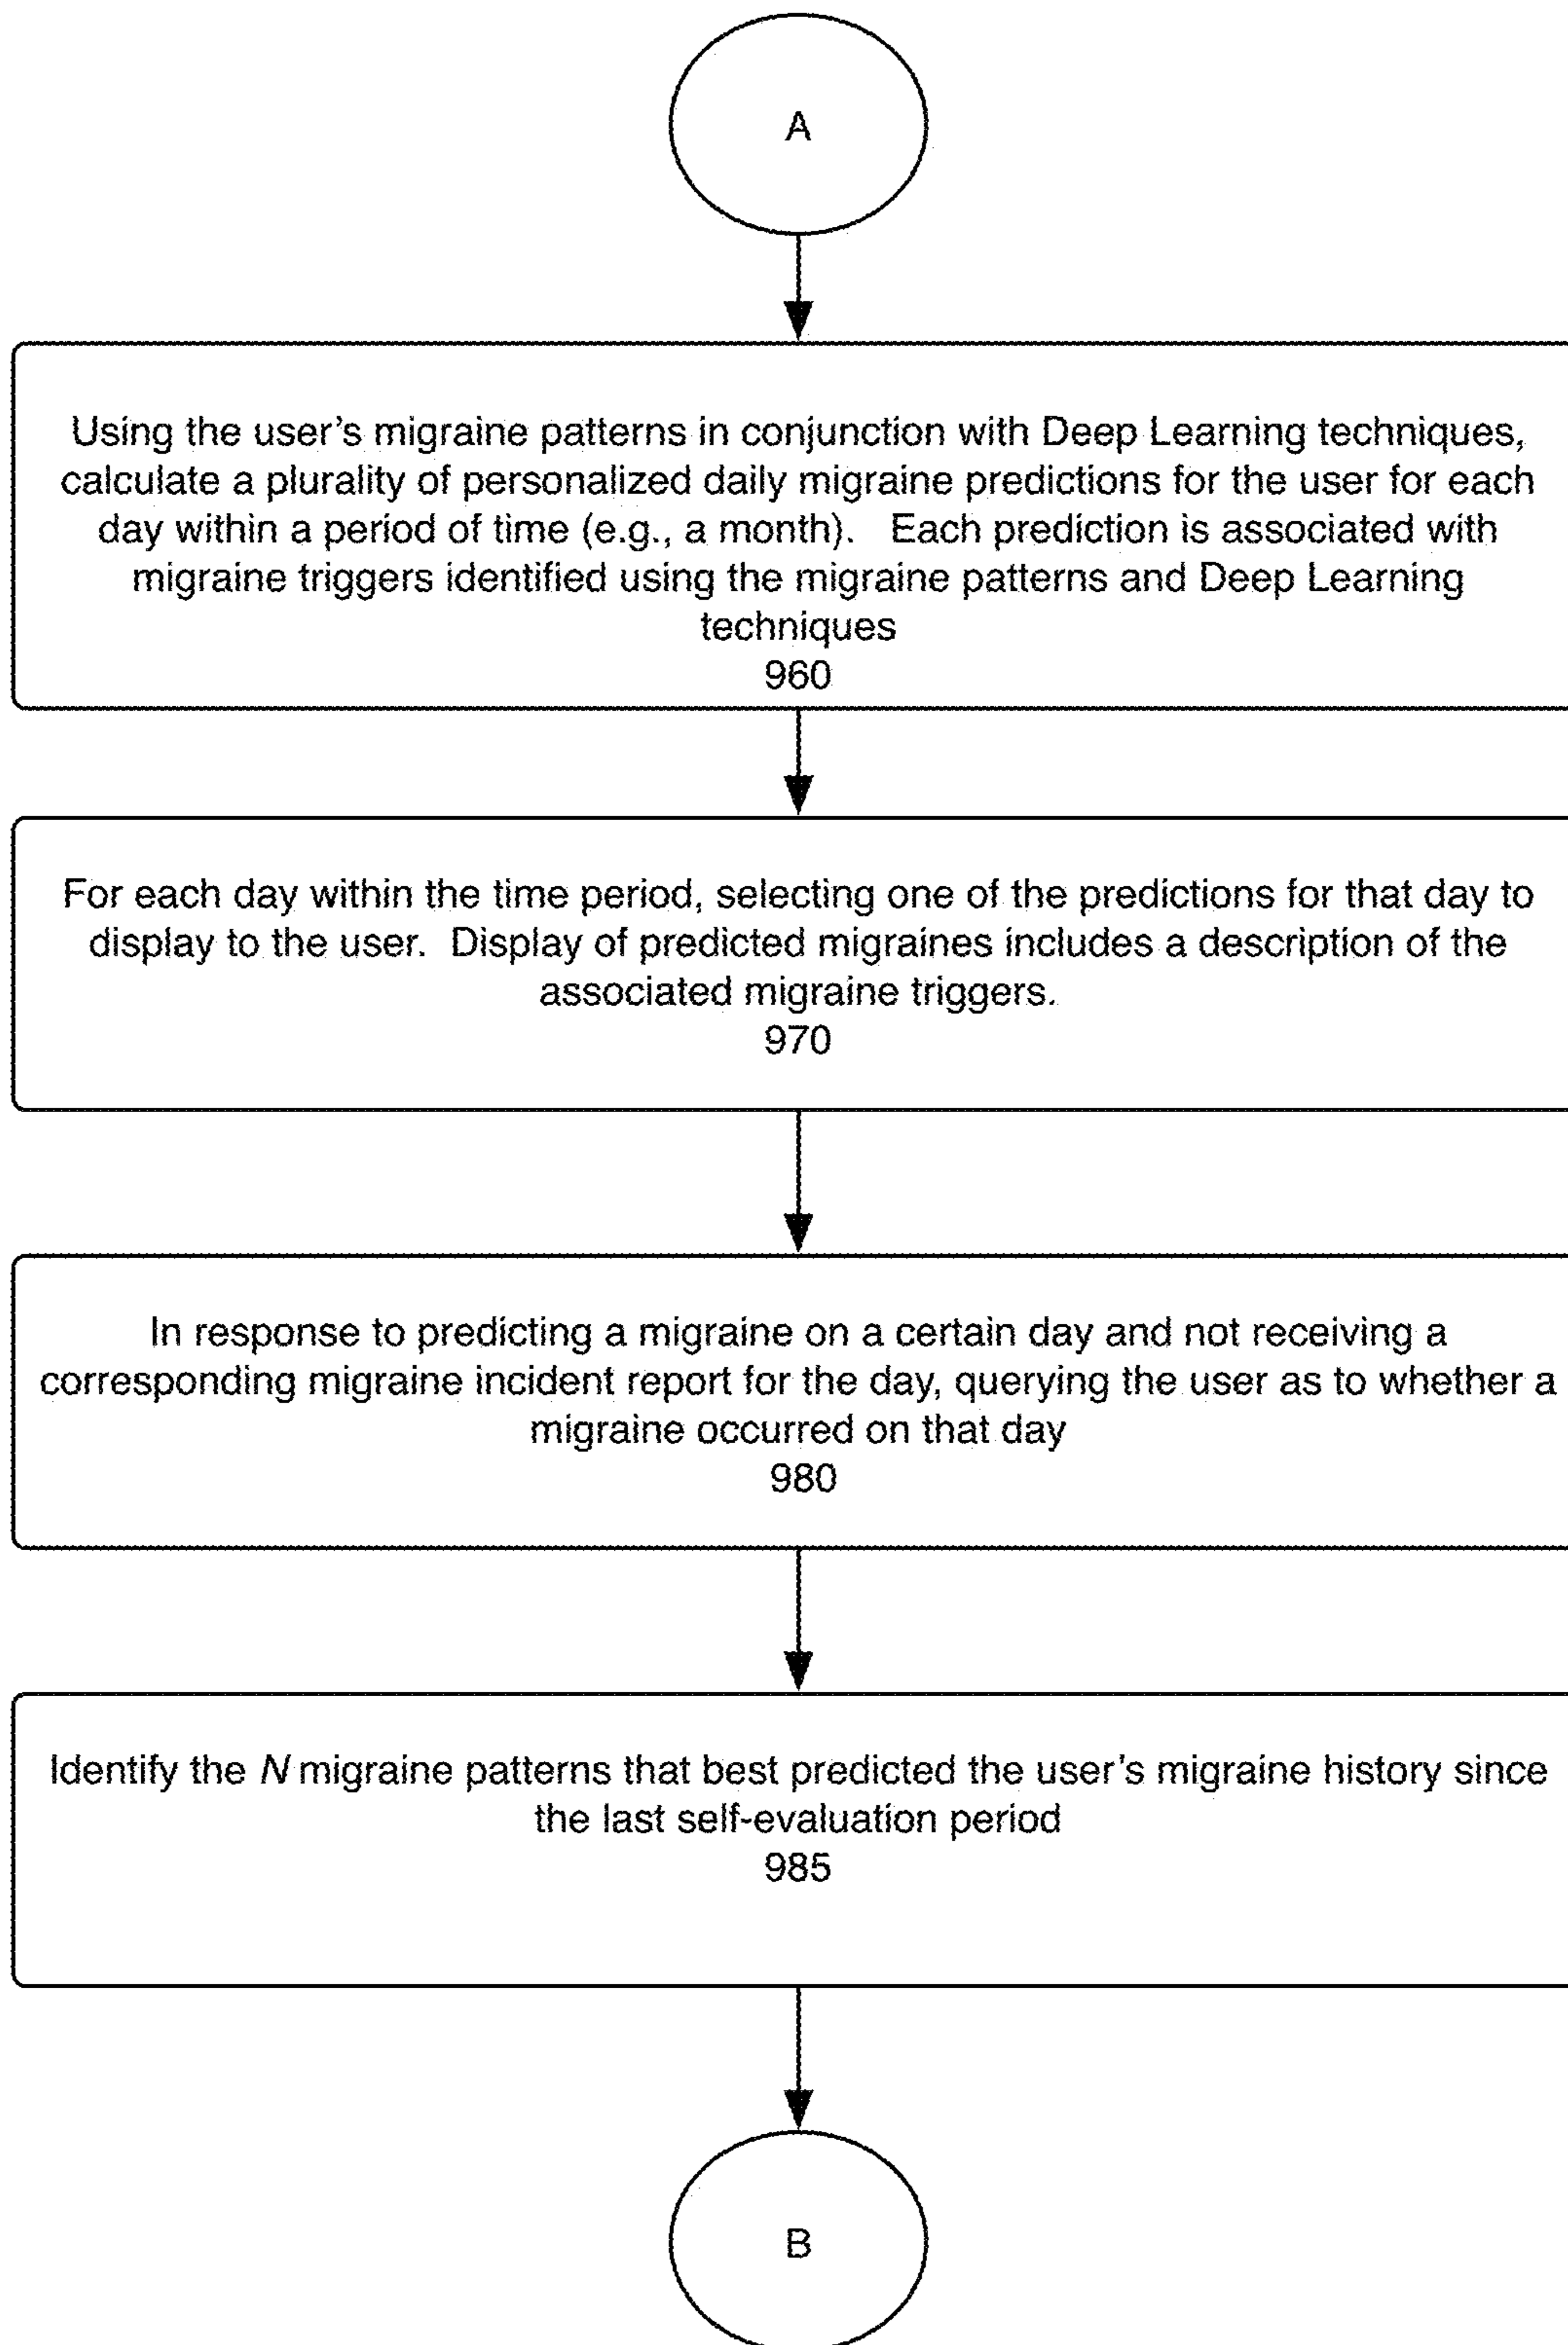 A
Using the user's migraine patterns in conjunction with Deep Learning techniques,
calculate a plurality of personalized daily migraine predictions for the user for each
day within a period of time (e.g., a month).   Each prediction is associated with
migraine triggers identified using the migraine patterns and Deep Learning
techniques
960
For each day within the time period, selecting one of the predictions for that day to
display to the user.  Display of predicted migraines includes a description of the
associated migraine triggers.
970
In response to predicting a migraine on a certain day and not receiving a
corresponding migraine incident report for the day, querying the user as to whether a
migraine occurred on that day
980
Identify the N migraine patterns that best predicted the user's migraine history since
the last self-evaluation period
985
B